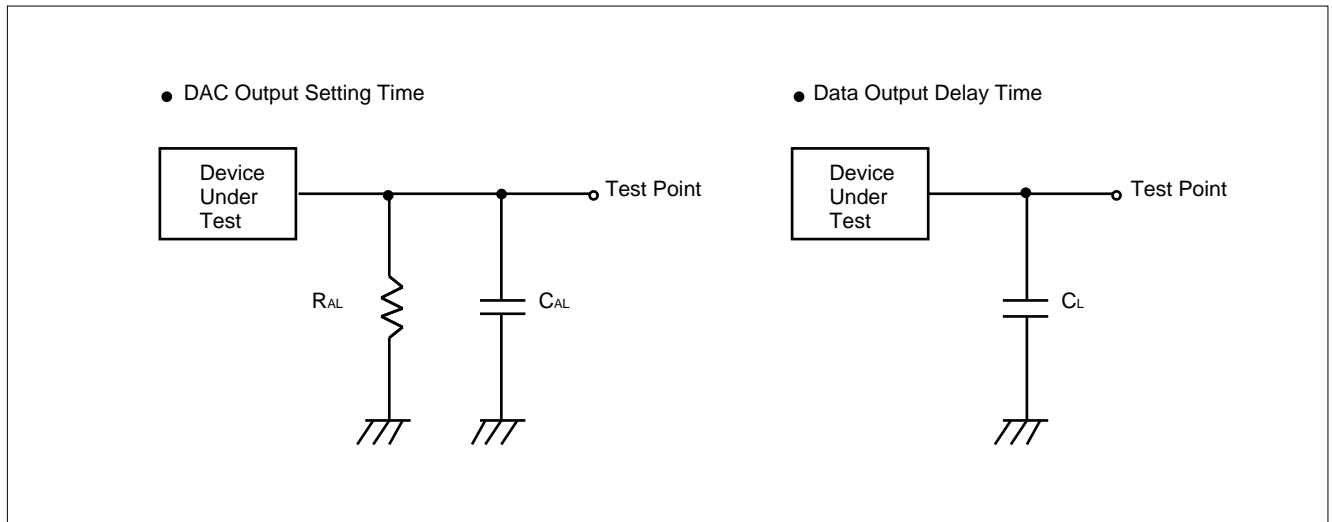 ● DAC Output Setting Time
Device
Under
Test
Test Point
RAL
CAL
● Data Output Delay Time
Device
Under
Test
Test Point
CL